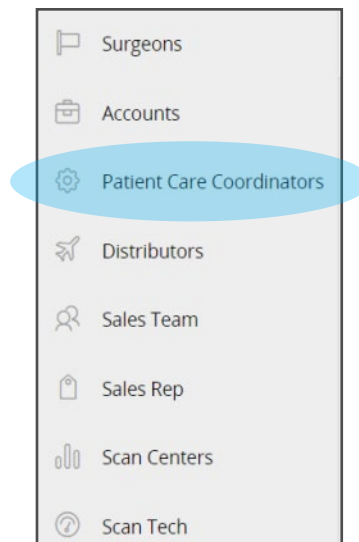 Surgeons
Accounts
Patient Care Coordinators
Distributors
Sales Team
Sales Rep
Scan Centers
Scan Tech